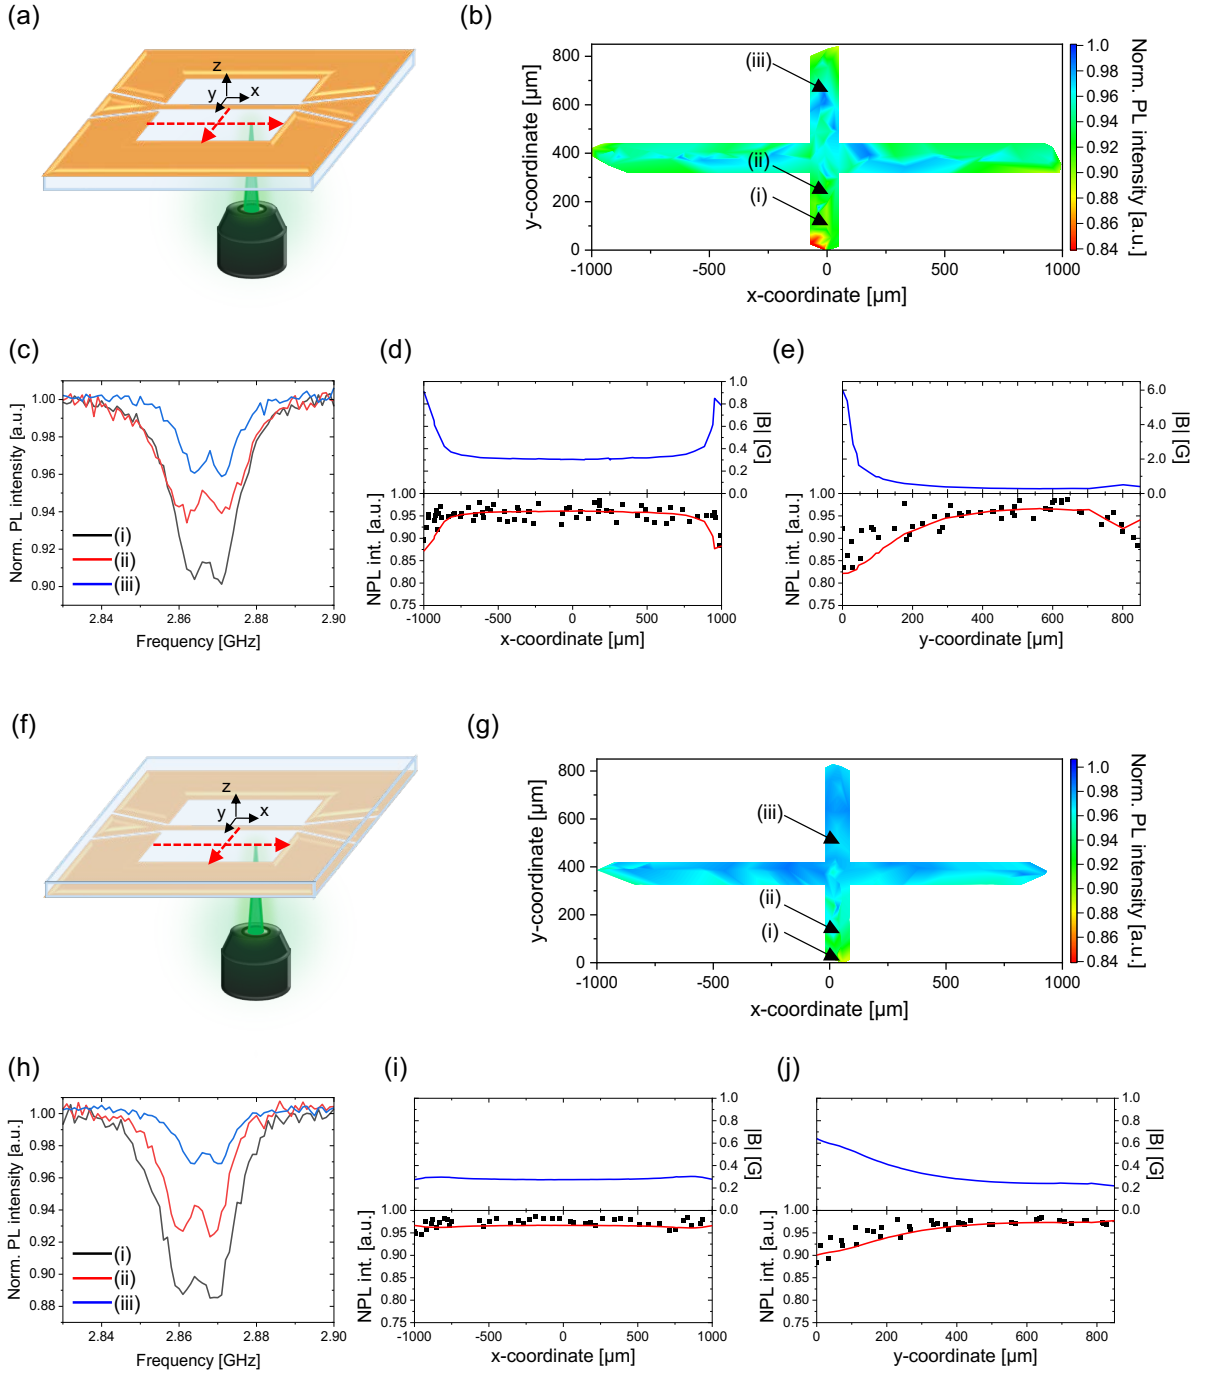 (a)
z
y
x
(b)
(iii)
(ii)
(i)
800
600
400
200
0
y-coordinate [µm]
-1000
-500
0
500
1000
x-coordinate [µm]
1.0
0.98
0.96
0.94
0.92
0.90
0.88
0.86
0.84
Norm. PL intensity [a.u.]
(c)
1.00
0.98
0.96
0.94
0.92
0.90
Norm. PL intensity [a.u.]
(i)
(ii)
(iii)
2.84
2.86
2.88
2.90
Frequency [GHz]
(d)
1.0
0.8
0.6
0.4
0.2
0.0
|B| [G]
1.00
0.95
0.90
0.85
0.80
0.75
NPL int. [a.u.]
-1000
-500
0
500
1000
x-coordinate [µm]
(e)
6.0
4.0
2.0
0.0
|B| [G]
1.00
0.95
0.90
0.85
0.80
0.75
NPL int. [a.u.]
0
200
400
600
800
y-coordinate [µm]
(f)
z
y
x
(g)
(iii)
(ii)
(i)
800
600
400
200
0
y-coordinate [µm]
-1000
-500
0
500
1000
x-coordinate [µm]
1.0
0.98
0.96
0.94
0.92
0.90
0.88
0.86
0.84
Norm. PL intensity [a.u.]
(h)
1.00
0.98
0.96
0.94
0.92
0.90
0.88
Norm. PL intensity [a.u.]
(i)
(ii)
(iii)
2.84
2.86
2.88
2.90
Frequency [GHz]
(i)
1.0
0.8
0.6
0.4
0.2
0.0
|B| [G]
1.00
0.95
0.90
0.85
0.80
0.75
NPL int. [a.u.]
-1000
-500
0
500
1000
x-coordinate [µm]
(j)
1.0
0.8
0.6
0.4
0.2
0.0
|B| [G]
1.00
0.95
0.90
0.85
0.80
0.75
NPL int. [a.u.]
0
200
400
600
800
y-coordinate [µm]